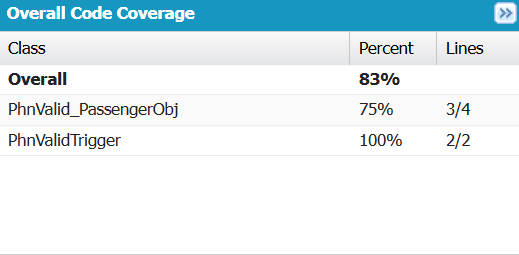 Overall Code Coverage
Class Percent Lines
Overall 83%
PhnValid_PassengerObj 75% 3/4
PhnValidTrigger 100% 2/2